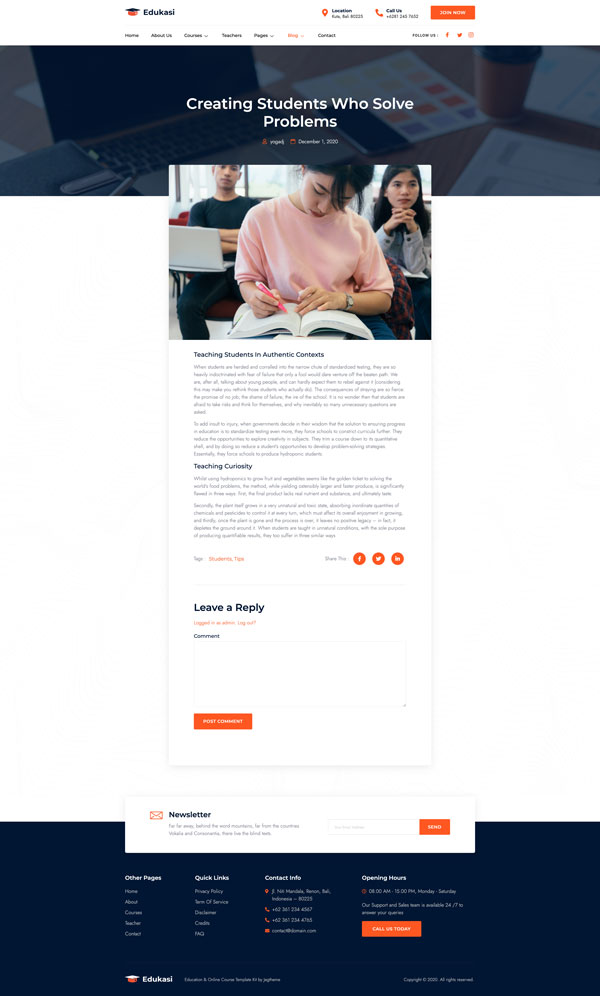 Edukasi
Location
Kuta, Bali 80225
Call Us
+6281 245 7652
JOIN NOW
Home
About Us
Courses
Teachers
Pages
Blog
Contact
FOLLOW US :
Creating Students Who Solve
Problems
yogadj
December 1, 2020
Teaching Students In Authentic Contexts
When students are herded and corralled into the narrow chute of standardized testing, they are so
heavily indoctrinated with fear of failure that only a fool would dare venture off the beaten path. We
are, after all, talking about young people, and can hardly expect them to rebel against it (considering
this may make you rethink those students who actually do). The consequences of straying are so fierce:
the promise of no job; the shame of failure; the ire of the school. It is no wonder then that students are
afraid to take risks and think for themselves, and why inevitably so many unnecessary questions are
asked.
To add insult to injury, when governments decide in their wisdom that the solution to ensuring progress
in education is to standardize testing even more, they force schools to constrict curricula further. They
reduce the opportunities to explore creativity in subjects. They trim a course down to its quantitative
shell, and by doing so reduce a student's opportunities to develop problem-solving strategies.
Essentially, they force schools to produce hydroponic students.
Teaching Curiosity
Whilst using hydroponics to grow fruit and vegetables seems like the golden ticket to solving the
world's food problems, the method, while yielding ostensibly larger and faster produce, is significantly
flawed in three ways: first, the final product lacks real nutrient and substance, and ultimately taste.
Secondly, the plant itself grows in a very unnatural and toxic state, absorbing inordinate quantities of
chemicals and pesticides to control it at every turn, which must affect its overall enjoyment in growing,
and thirdly, once the plant is gone and the process is over, it leaves no positive legacy – in fact, it
depletes the ground around it. When students are taught in unnatural conditions, with the sole purpose
of producing quantifiable results, they too suffer in three similar ways
Tags:
Students, Tips
Share This :
Leave a Reply
Logged in as admin. Log out?
Comment
POST COMMENT
Newsletter
Far far away, behind the word mountains, far from the countries
Vokalia and Consonantia, there live the blind texts.
Your Email Address
SEND
Other Pages
Home
About
Courses
Teacher
Contact
Quick Links
Privacy Policy
Term Of Service
Disclaimer
Credits
FAQ
Contact Info
Jl. NK Mandala, Renon, Bali,
Indonesia – 80225
+62 361 234 4567
+62 361 234 4765
contact@domain.com
Opening Hours
08:00 AM - 15:00 PM, Monday - Saturday
Our Support and Sales team is available 24 /7 to
answer your queries
CALL US TODAY
Edukasi
Education & Online Course Template Kit by jegtheme
Copyright © 2020. All rights reserved.